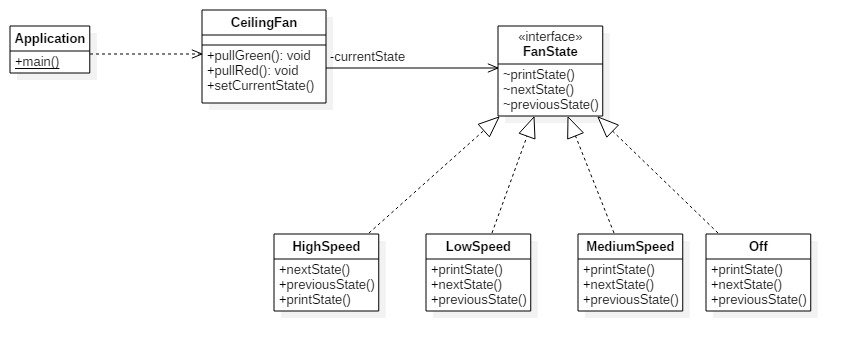 Application
+main()
CeilingFan
+pullGreen(): void
+pullRed(): void
+setCurrentState()
-currentState
«interface»
FanState
~printState()
~nextState()
~previousState()
HighSpeed
+nextState()
+previousState()
+printState()
LowSpeed
+printState()
+nextState()
+previousState()
MediumSpeed
+printState()
+nextState()
+previousState()
Off
+printState()
+nextState()
+previousState()